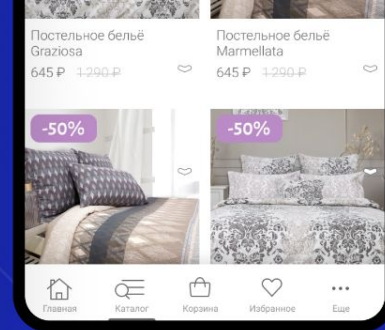 Постельное бельё
Graziosa
645 ₽ 1 290 ₽
Постельное бельё
Marmellata
645 ₽ 1 290 ₽
-50%
-50%
Главная
Каталог
Корзина
Избранное
Еще